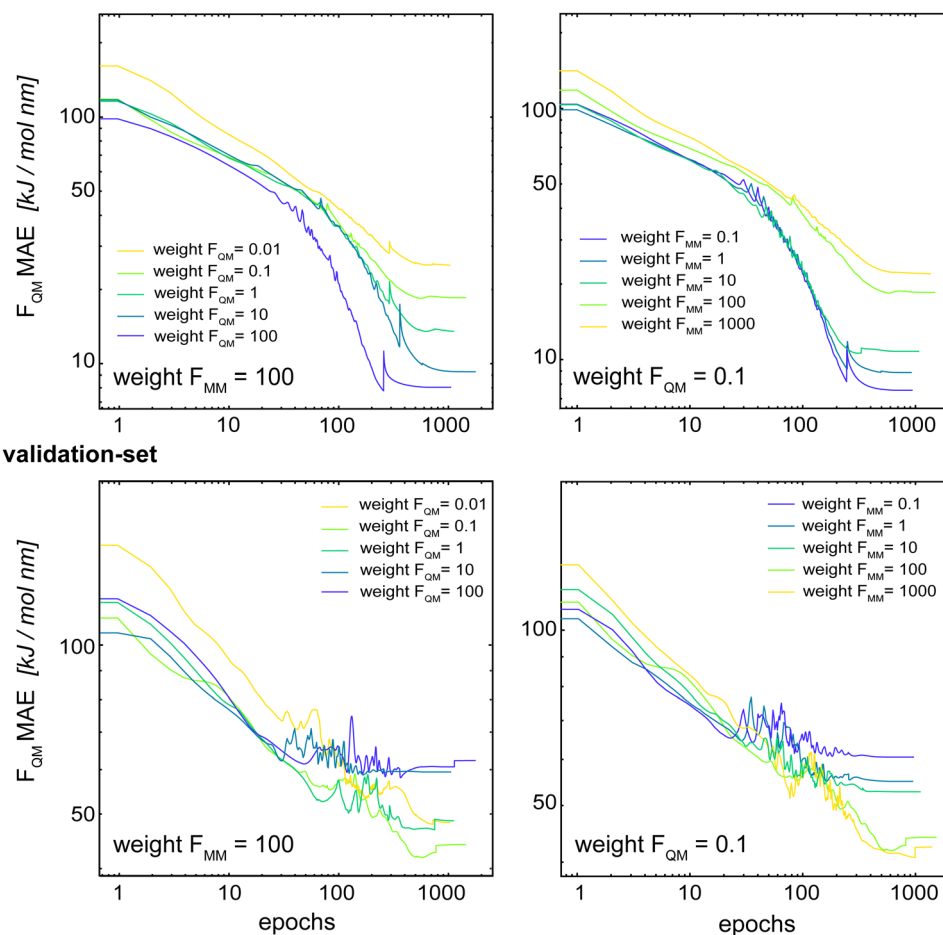 F_QM MAE [kJ / mol nm]
100
50
10
weight F_QM= 0.01
weight F_QM= 0.1
weight F_QM= 1
weight F_QM= 10
weight F_QM= 100
weight F_MM = 100
1 10 100 1000
100
50
10
weight F_MM= 0.1
weight F_MM= 1
weight F_MM= 10
weight F_MM= 100
weight F_MM= 1000
weight F_QM = 0.1
1 10 100 1000
validation-set
F_QM MAE [kJ / mol nm]
100
50
weight F_QM= 0.01
weight F_QM= 0.1
weight F_QM= 1
weight F_QM= 10
weight F_QM= 100
weight F_MM = 100
1 10 100 1000
epochs
100
50
weight F_MM= 0.1
weight F_MM= 1
weight F_MM= 10
weight F_MM= 100
weight F_MM= 1000
weight F_QM = 0.1
1 10 100 1000
epochs